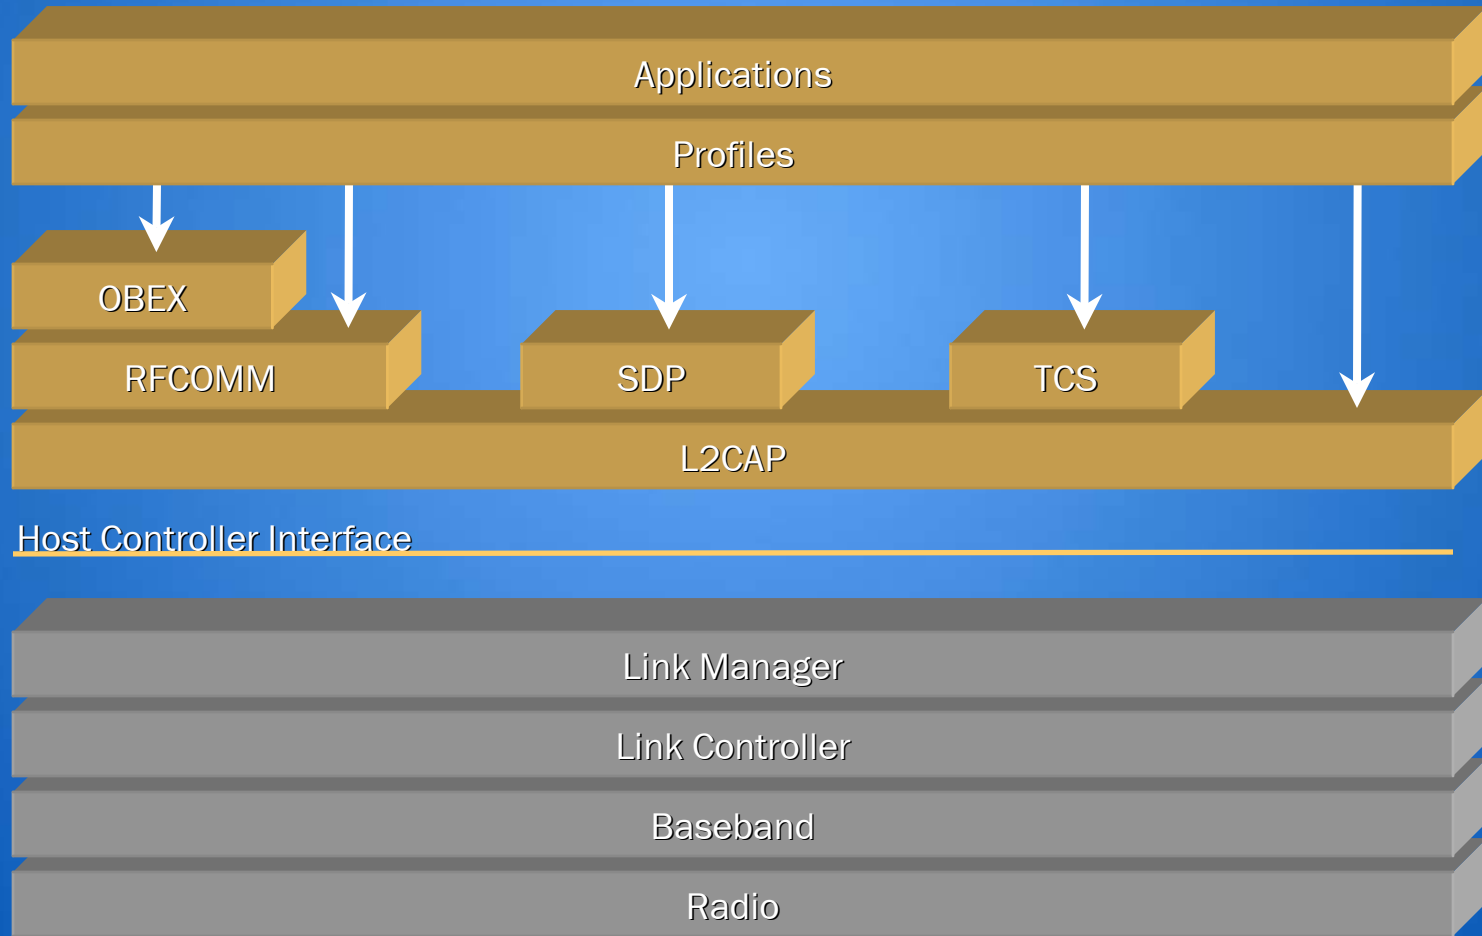 Applications
Profiles
OBEX
RFCOMM
SDP
TCS
L2CAP
Host Controller Interface
Link Manager
Link Controller
Baseband
Radio